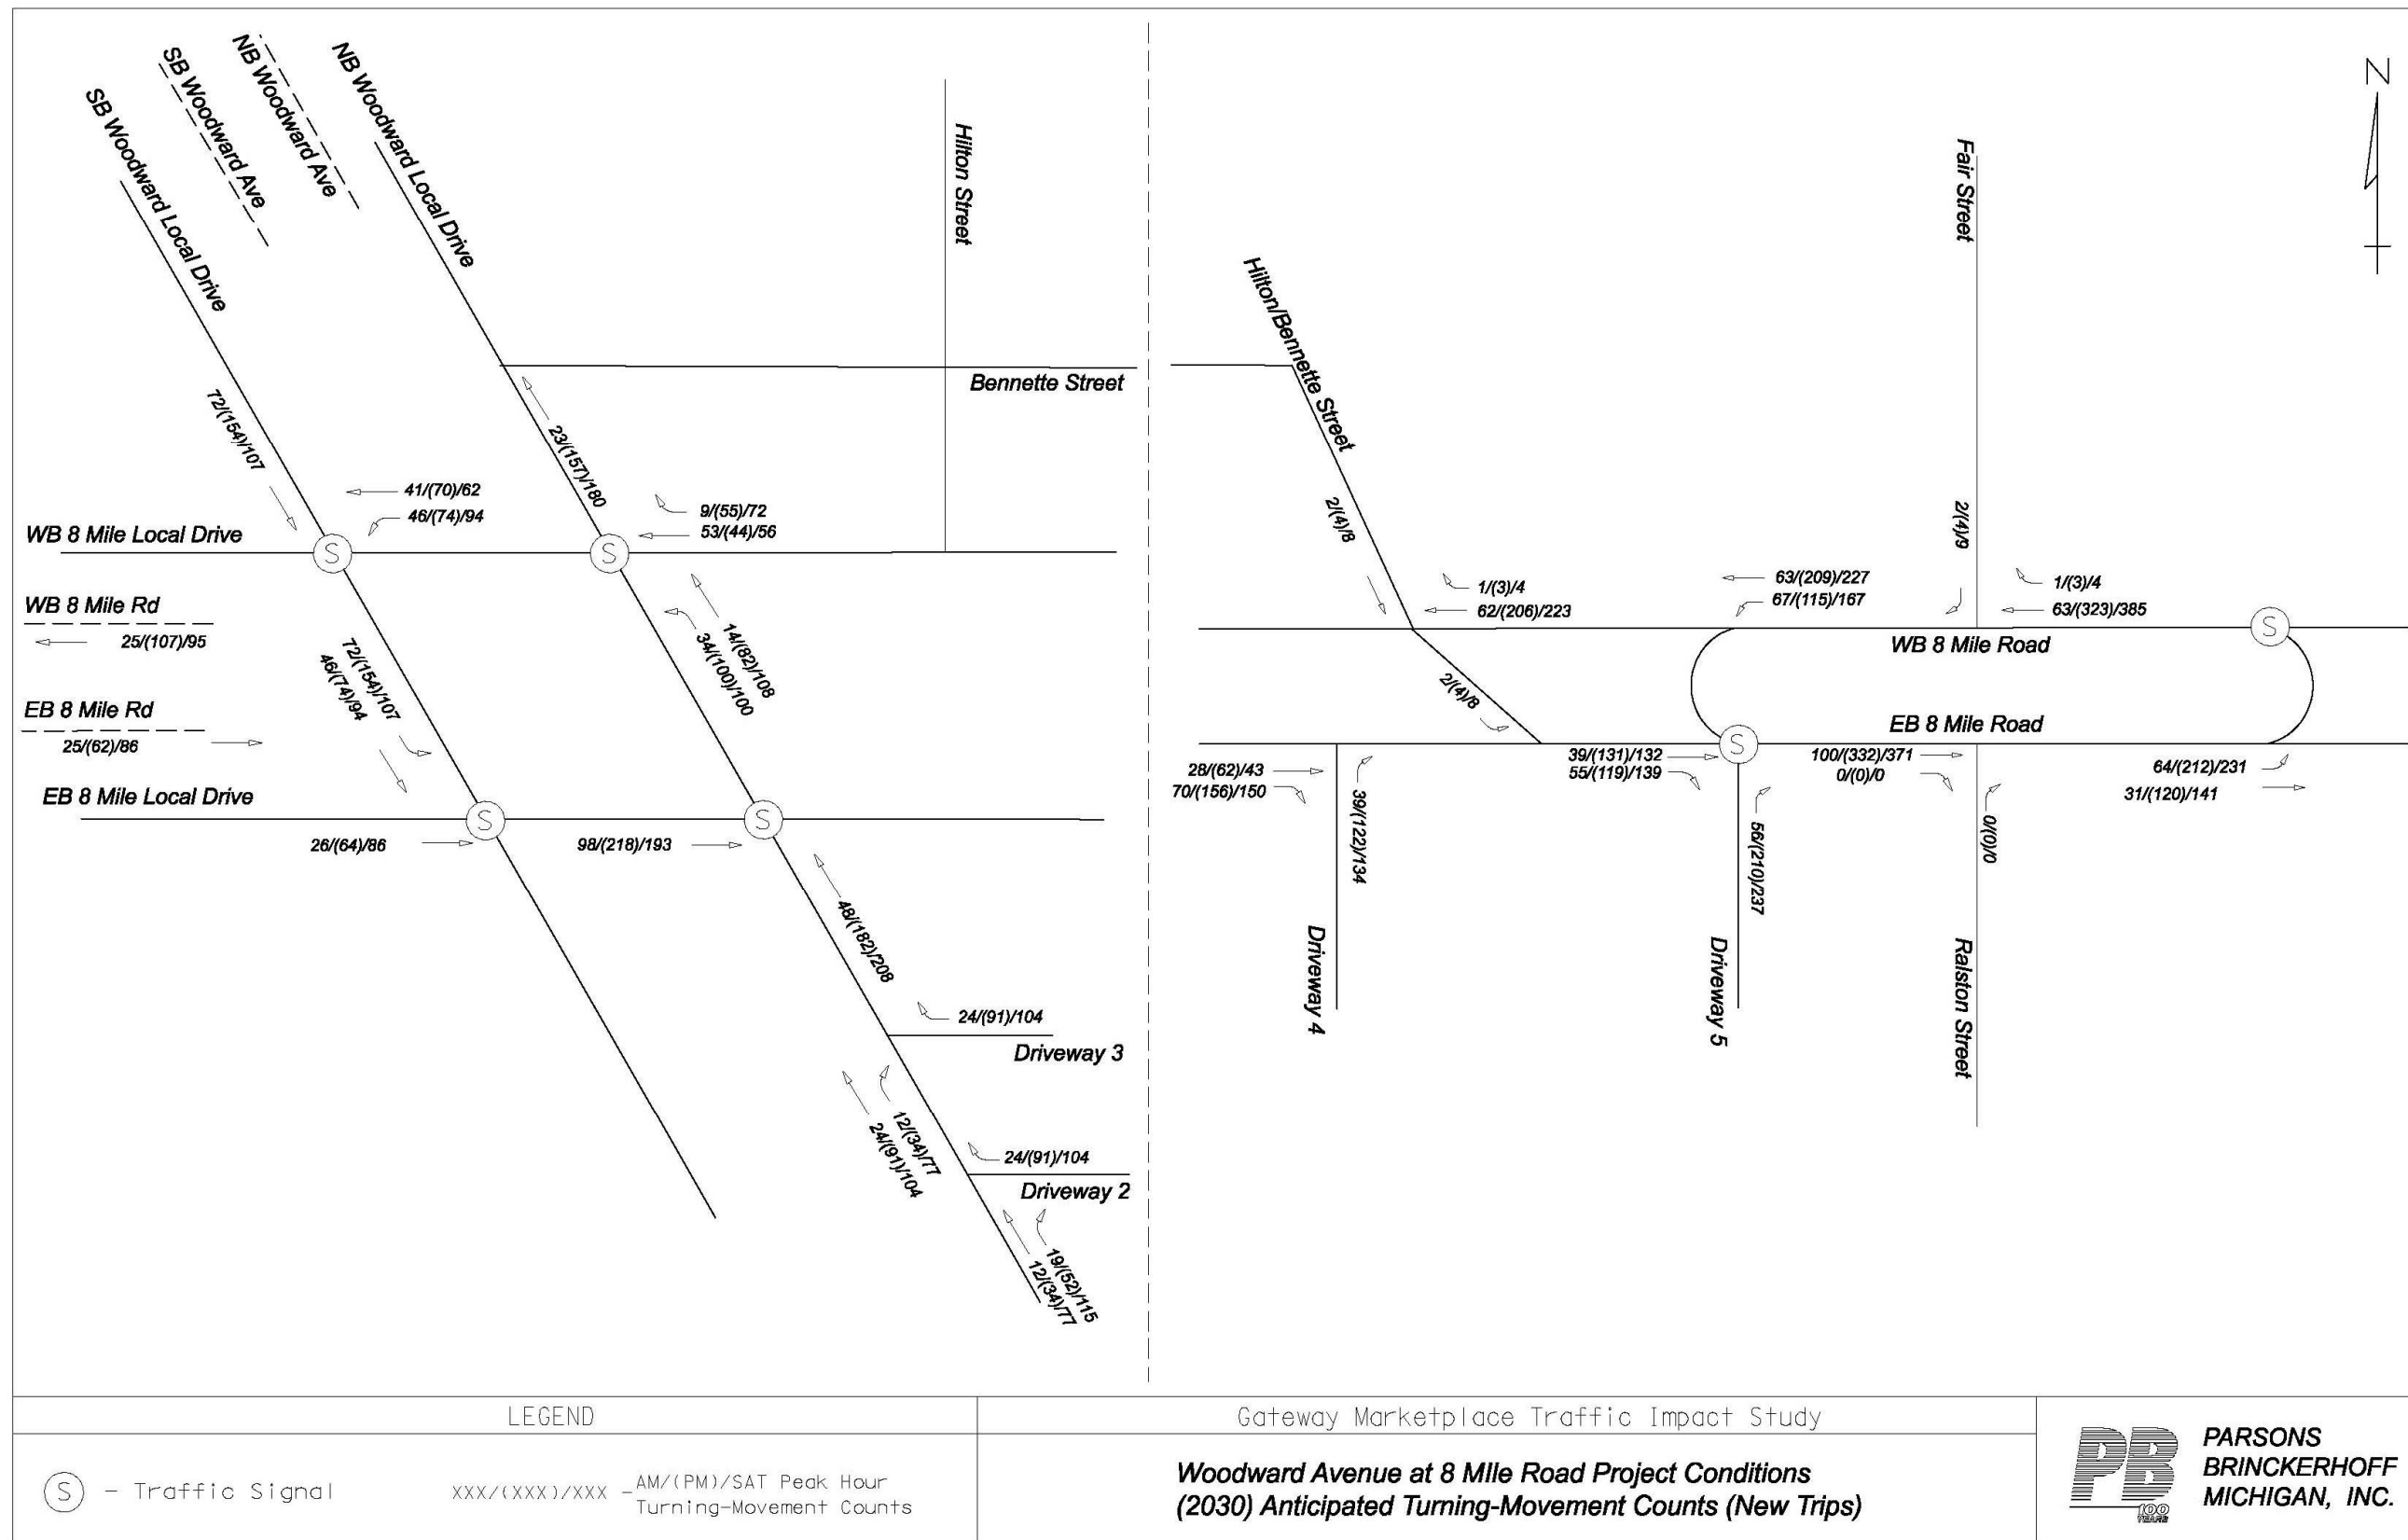 SB Woodward Local Drive
SB Woodward Ave
NB Woodward Ave
NB Woodward Local Drive
Hilton Street
Bennette Street
72/(154)/107
23/(157)/180
41/(70)/62
46/(74)/94
9/(55)/72
53/(44)/56
WB 8 Mile Local Drive
S
S
WB 8 Mile Rd
25/(107)/95
72/(154)/107
46/(74)/94
14/(82)/108
34/(100)/100
EB 8 Mile Rd
25/(62)/86
EB 8 Mile Local Drive
S
S
26/(64)/86
98/(218)/193
48/(182)/208
24/(91)/104
Driveway 3
12/(34)/77
24/(91)/104
24/(91)/104
Driveway 2
19/(52)/115
12/(34)/77
N
Fair Street
Hilton/Bennette Street
2/(4)/8
2/(4)/9
1/(3)/4
62/(206)/223
63/(209)/227
67/(115)/167
1/(3)/4
63/(323)/385
S
WB 8 Mile Road
2/(4)/8
EB 8 Mile Road
S
28/(62)/43
70/(156)/150
39/(122)/134
39/(131)/132
55/(119)/139
56/(210)/237
100/(332)/371
0/(0)/0
0/(0)/0
64/(212)/231
31/(120)/141
Driveway 4
Driveway 5
Ralston Street
LEGEND
S - Traffic Signal
XXX/(XXX)/XXX - AM/(PM)/SAT Peak Hour
Turning-Movement Counts
Gateway Marketplace Traffic Impact Study
Woodward Avenue at 8 MIle Road Project Conditions
(2030) Anticipated Turning-Movement Counts (New Trips)
PB
100
YEARS
PARSONS
BRINCKERHOFF
MICHIGAN, INC.